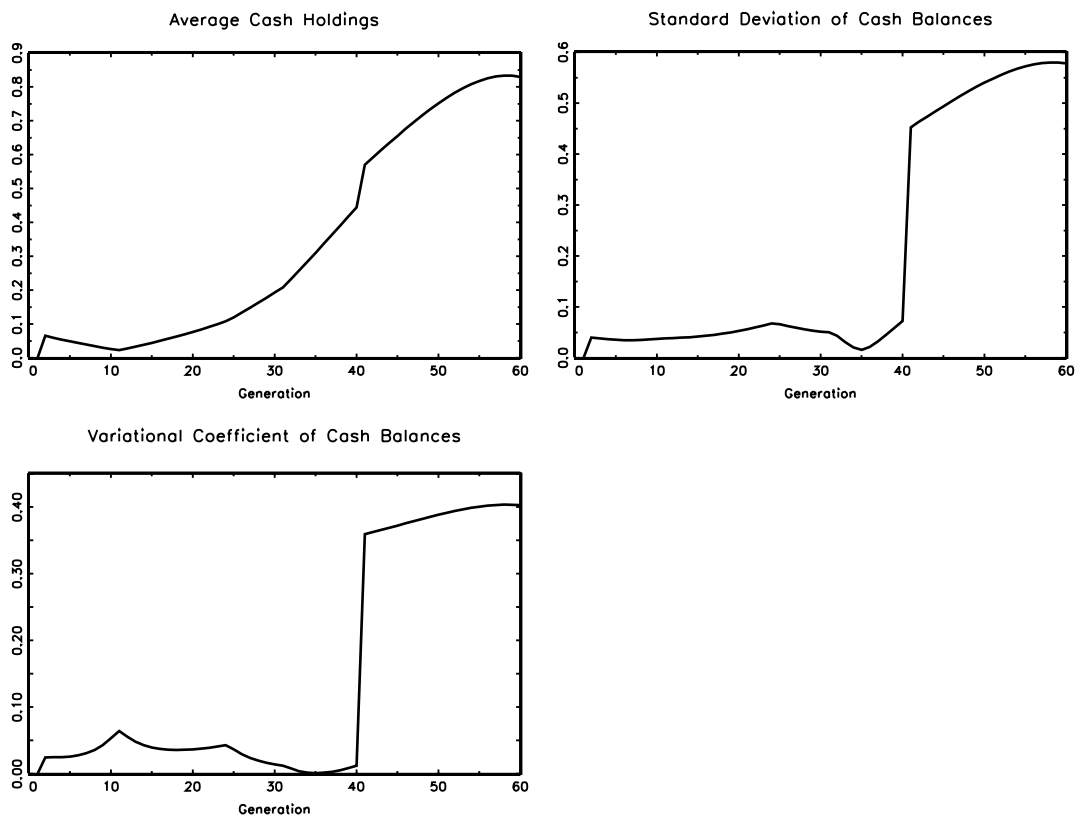 Average Cash Holdings
0.9
0.8
0.7
0.6
0.5
0.4
0.3
0.2
0.1
0.0
0 10 20 30 40 50 60
Generation
Standard Deviation of Cash Balances
0.6
0.5
0.4
0.3
0.2
0.1
0.0
0 10 20 30 40 50 60
Generation
Variational Coefficient of Cash Balances
0.40
0.30
0.20
0.10
0.00
0 10 20 30 40 50 60
Generation